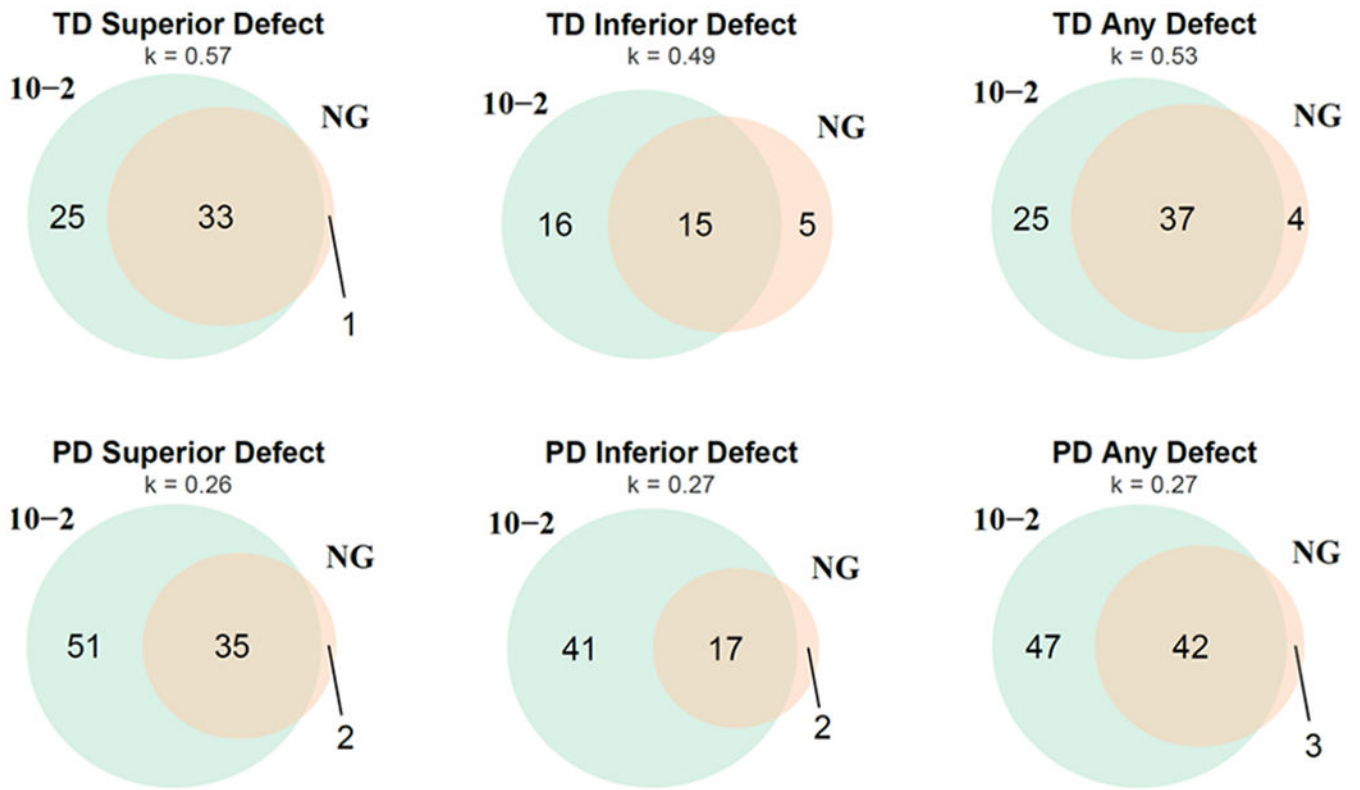 TD Superior Defect
k = 0.57
10−2
NG
25
33
1
TD Inferior Defect
k = 0.49
10−2
NG
16
15
5
TD Any Defect
k = 0.53
10−2
NG
25
37
4
PD Superior Defect
k = 0.26
10−2
NG
51
35
2
PD Inferior Defect
k = 0.27
10−2
NG
41
17
2
PD Any Defect
k = 0.27
10−2
NG
47
42
3